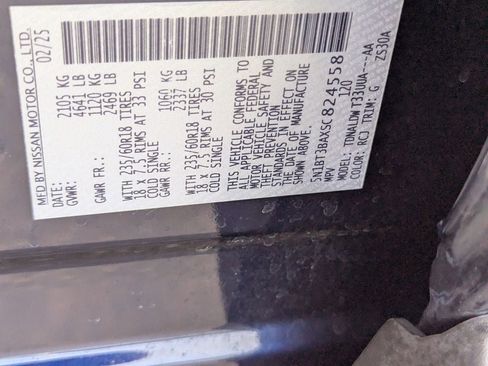 MFD BY NISSAN MOTOR CO., LTD.
DATE: 02/25
GVWR: 2105 KG
4641 LB
GAWR FR: 1120 KG
2469 LB
WITH 235/60R18 TIRES
18 x 7.5 RIMS AT 33 PSI
COLD SINGLE
GAWR RR: 1060 KG
2337 LB
WITH 235/60R18 TIRES
18 x 7.5 RIMS AT 30 PSI
COLD SINGLE
THIS VEHICLE CONFORMS TO
ALL APPLICABLE FEDERAL
MOTOR VEHICLE SAFETY AND
THEFT PREVENTION
STANDARDS IN EFFECT ON
THE DATE OF MANUFACTURE
SHOWN ABOVE.
5N1BT3BAXSC824558
MPV 120
MODEL: TDNALDW T33UUA---AA
COLOR: RCJ TRIM: G ZS30A